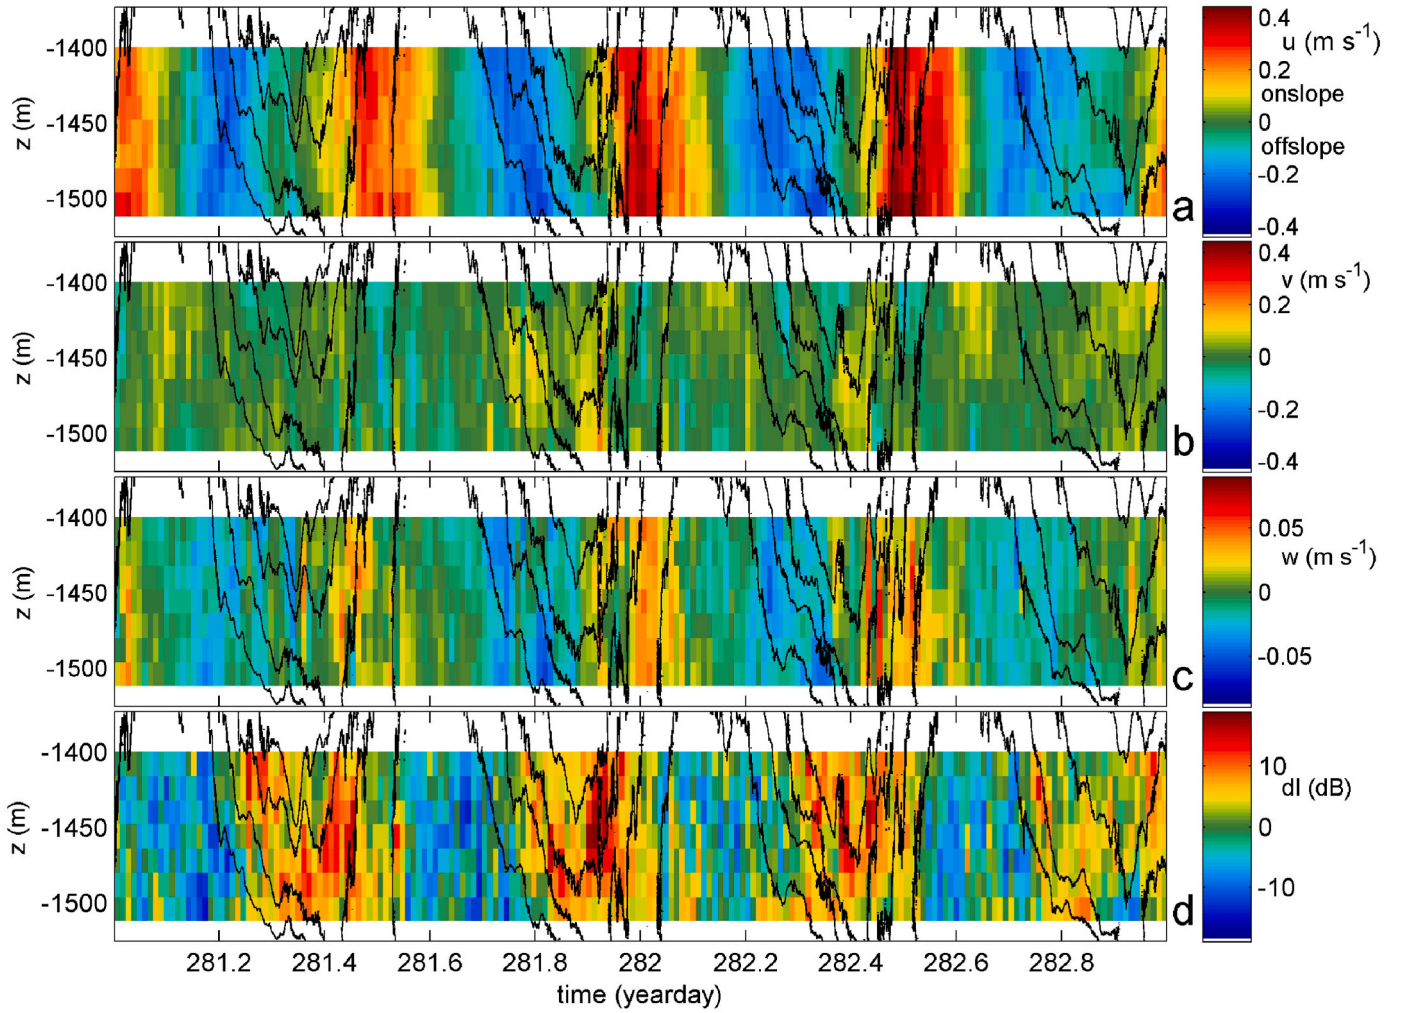 0.4
u (m s-1)
-1400
0.2
onslope
z (m)
-1450
0
offslope
-0.2
-1500
a
-0.4
0.4
-1400
v (m s-1)
0.2
z (m)
-1450
0
-0.2
-1500
b
-0.4
-1400
0.05
w (m s-1)
z (m)
-1450
0
-0.05
-1500
c
-1400
10
dI (dB)
z (m)
-1450
0
-10
-1500
d
281.2 281.4 281.6 281.8 282 282.2 282.4 282.6 282.8
time (yearday)